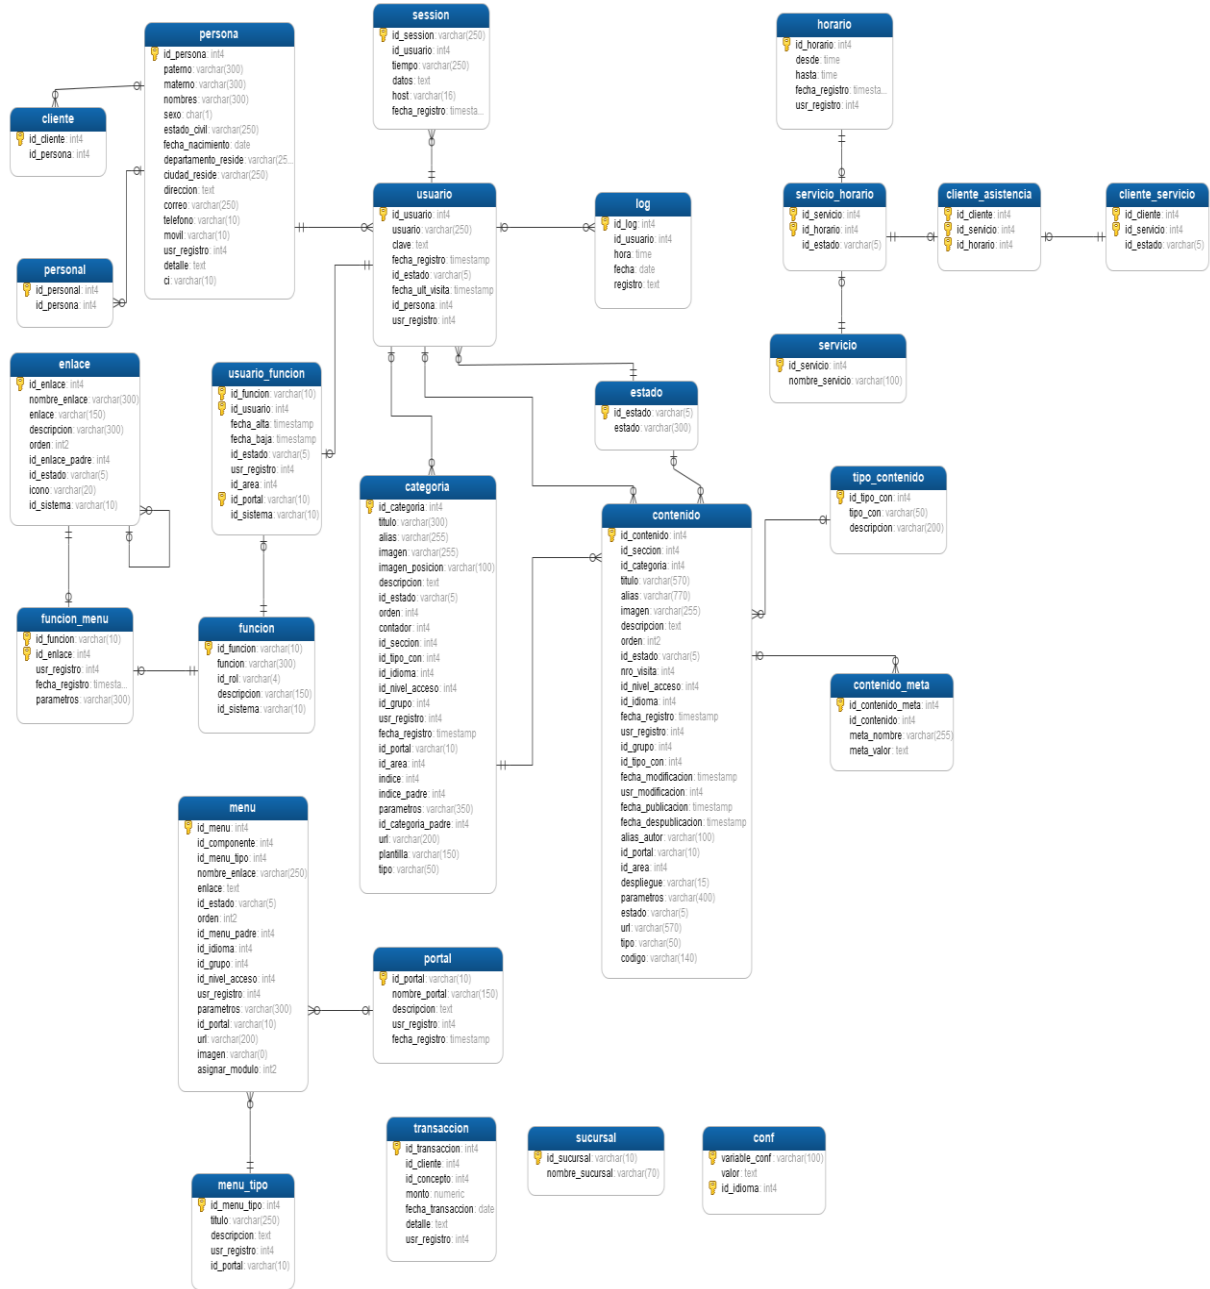 session
id_session: varchar(250)
id_usuario: int4
tiempo: varchar(250)
datos: text
host: varchar(16)
fecha_registro: timesta...
horario
id_horario: int4
desde: time
hasta: time
fecha_registro: timesta...
usr_registro: int4
persona
id_persona: int4
paterno: varchar(300)
materno: varchar(300)
nombres: varchar(300)
sexo: char(1)
estado_civil: varchar(250)
fecha_nacimiento: date
departamento_reside: varchar(25...
ciudad_reside: varchar(250)
direccion: text
correo: varchar(250)
telefono: varchar(10)
movil: varchar(10)
usr_registro: int4
detalle: text
ci: varchar(10)
cliente
id_cliente: int4
id_persona: int4
personal
id_personal: int4
id_persona: int4
usuario
id_usuario: int4
usuario: varchar(250)
clave: text
fecha_registro: timestamp
id_estado: varchar(5)
fecha_ult_visita: timestamp
id_persona: int4
usr_registro: int4
log
id_log: int4
id_usuario: int4
hora: time
fecha: date
registro: text
servicio_horario
id_servicio: int4
id_horario: int4
id_estado: varchar(5)
cliente_asistencia
id_cliente: int4
id_servicio: int4
id_horario: int4
cliente_servicio
id_cliente: int4
id_servicio: int4
id_estado: varchar(5)
servicio
id_servicio: int4
nombre_servicio: varchar(100)
enlace
id_enlace: int4
nombre_enlace: varchar(300)
enlace: varchar(150)
descripcion: varchar(300)
orden: int2
id_enlace_padre: int4
id_estado: varchar(5)
icono: varchar(20)
id_sistema: varchar(10)
usuario_funcion
id_funcion: varchar(10)
id_usuario: int4
fecha_alta: timestamp
fecha_baja: timestamp
id_estado: varchar(5)
usr_registro: int4
id_area: int4
id_portal: varchar(10)
id_sistema: varchar(10)
estado
id_estado: varchar(5)
estado: varchar(300)
categoria
id_categoria: int4
titulo: varchar(300)
alias: varchar(255)
imagen: varchar(255)
imagen_posicion: varchar(100)
descripcion: text
id_estado: varchar(5)
orden: int4
contador: int4
id_seccion: int4
id_tipo_con: int4
id_idioma: int4
id_nivel_acceso: int4
id_grupo: int4
usr_registro: int4
fecha_registro: timestamp
id_portal: varchar(10)
id_area: int4
indice: int4
indice_padre: int4
parametros: varchar(350)
id_categoria_padre: int4
url: varchar(200)
plantilla: varchar(150)
tipo: varchar(50)
contenido
id_contenido: int4
id_seccion: int4
id_categoria: int4
titulo: varchar(570)
alias: varchar(770)
imagen: varchar(255)
descripcion: text
orden: int2
id_estado: varchar(5)
nro_visita: int4
id_nivel_acceso: int4
id_idioma: int4
fecha_registro: timestamp
usr_registro: int4
id_grupo: int4
id_tipo_con: int4
fecha_modificacion: timestamp
usr_modificacion: int4
fecha_publicacion: timestamp
fecha_despublicacion: timestamp
alias_autor: varchar(100)
id_portal: varchar(10)
id_area: int4
despliegue: varchar(15)
parametros: varchar(400)
estado: varchar(5)
url: varchar(570)
tipo: varchar(50)
codigo: varchar(140)
tipo_contenido
id_tipo_con: int4
tipo_con: varchar(50)
descripcion: varchar(200)
contenido_meta
id_contenido_meta: int4
id_contenido: int4
meta_nombre: varchar(255)
meta_valor: text
funcion_menu
id_funcion: varchar(10)
id_enlace: int4
usr_registro: int4
fecha_registro: timesta...
parametros: varchar(300)
funcion
id_funcion: varchar(10)
funcion: varchar(300)
id_rol: varchar(4)
descripcion: varchar(150)
id_sistema: varchar(10)
menu
id_menu: int4
id_componente: int4
id_menu_tipo: int4
nombre_enlace: varchar(250)
enlace: text
id_estado: varchar(5)
orden: int2
id_menu_padre: int4
id_idioma: int4
id_grupo: int4
id_nivel_acceso: int4
usr_registro: int4
parametros: varchar(300)
id_portal: varchar(10)
url: varchar(200)
imagen: varchar(0)
asignar_modulo: int2
portal
id_portal: varchar(10)
nombre_portal: varchar(150)
descripcion: text
usr_registro: int4
fecha_registro: timestamp
menu_tipo
id_menu_tipo: int4
titulo: varchar(250)
descripcion: text
usr_registro: int4
id_portal: varchar(10)
transaccion
id_transaccion: int4
id_cliente: int4
id_concepto: int4
monto: numeric
fecha_transaccion: date
detalle: text
usr_registro: int4
sucursal
id_sucursal: varchar(10)
nombre_sucursal: varchar(70)
conf
variable_conf: varchar(100)
valor: text
id_idioma: int4